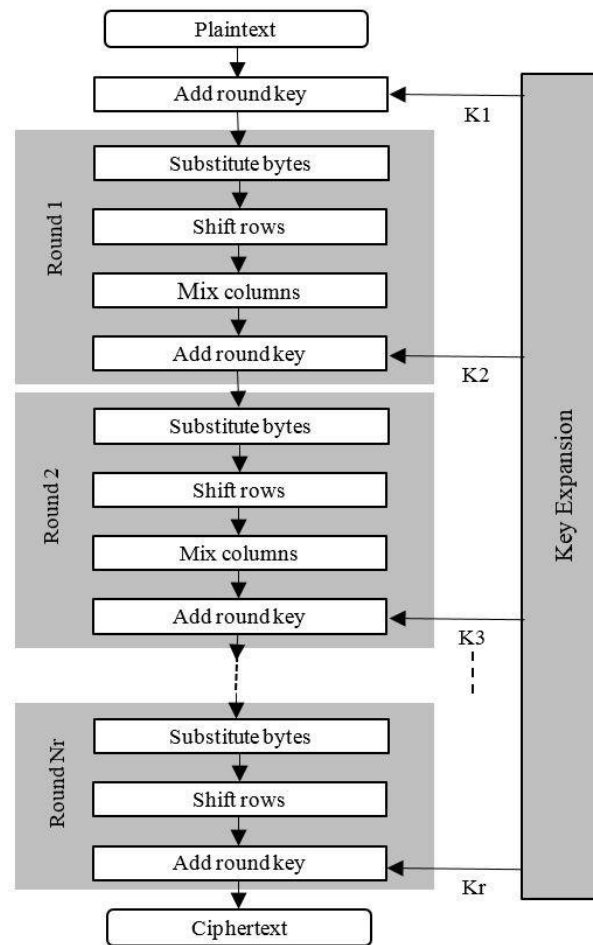 Plaintext
Add round key
K1
Round 1
Substitute bytes
Shift rows
Mix columns
Add round key
K2
Round 2
Substitute bytes
Shift rows
Mix columns
Add round key
K3
Round Nr
Substitute bytes
Shift rows
Add round key
Kr
Ciphertext
Key Expansion